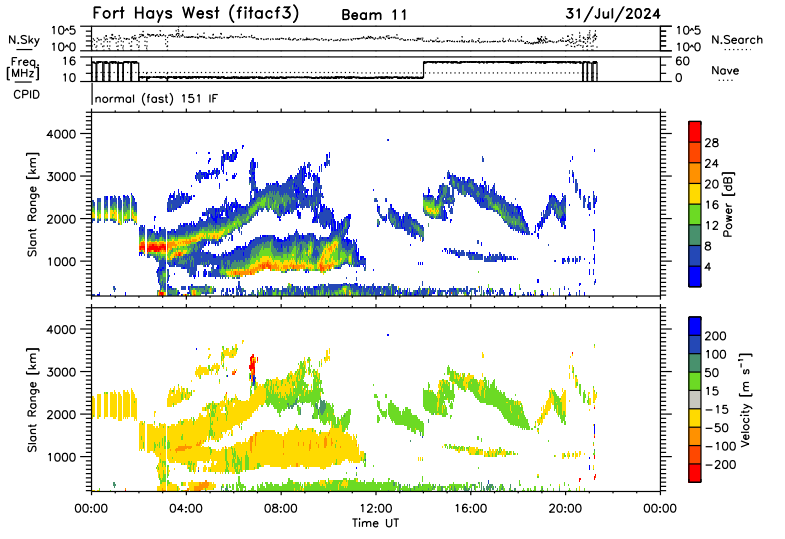 Fort Hays West (fitacf3) Beam 11 31/Jul/2024
N.Sky 10^5 10^0 10^5 10^0 N.Search
Freq. [MHz] 16 10 60 0 Nave
CPID normal (fast) 151 IF
Slant Range [km] 4000 3000 2000 1000
28 24 20 16 12 8 4 Power [dB]
Slant Range [km] 4000 3000 2000 1000
200 100 50 15 −15 −50 −100 −200 Velocity [m s⁻¹]
00:00 04:00 08:00 12:00 16:00 20:00 00:00
Time UT